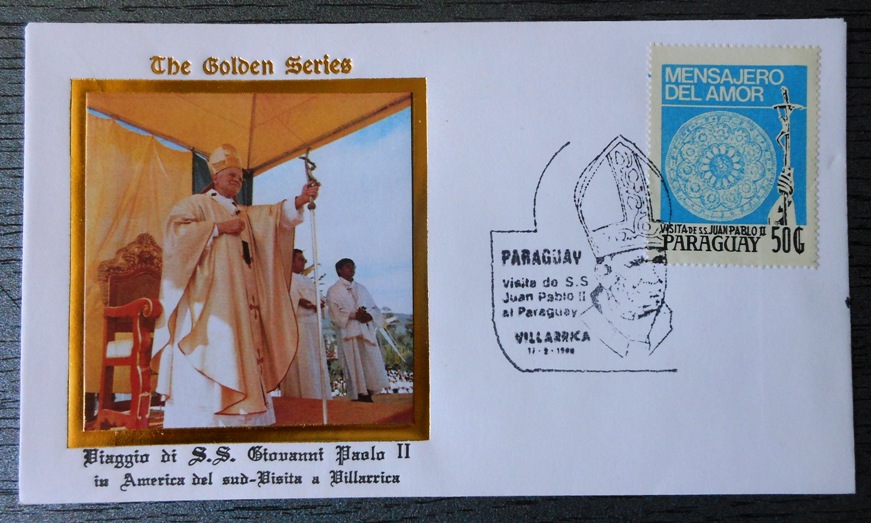 The Golden Series
Viaggio di S.S. Giovanni Paolo II
in America del sud-Visita a Villarrica
MENSAJERO
DEL AMOR
VISITA DE S.S. JUAN PABLO II
PARAGUAY 50₲
PARAGUAY
Visita de S.S
Juan Pablo II
al Paraguay
VILLARRICA